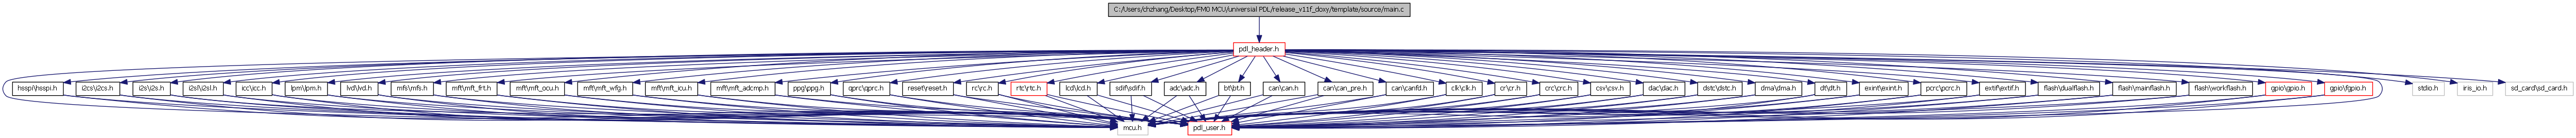 C:/Users/chzhang/Desktop/FM0 MCU/universial PDL/release_v11f_doxy/template/source/main.c
pdl_header.h
hsspi\hsspi.h
i2cs\i2cs.h
i2s\i2s.h
i2sl\i2sl.h
icc\icc.h
lpm\lpm.h
lvd\lvd.h
mfs\mfs.h
mft\mft_frt.h
mft\mft_ocu.h
mft\mft_wfg.h
mft\mft_icu.h
mft\mft_adcmp.h
ppg\ppg.h
qprc\qprc.h
reset\reset.h
rc\rc.h
rtc\rtc.h
lcd\lcd.h
sdif\sdif.h
adc\adc.h
bt\bt.h
can\can.h
can\can_pre.h
can\canfd.h
clk\clk.h
cr\cr.h
crc\crc.h
csv\csv.h
dac\dac.h
dstc\dstc.h
dma\dma.h
dt\dt.h
exint\exint.h
pcrc\pcrc.h
extif\extif.h
flash\dualflash.h
flash\mainflash.h
flash\workflash.h
gpio\gpio.h
gpio\fgpio.h
stdio.h
iris_io.h
sd_card\sd_card.h
mcu.h
pdl_user.h